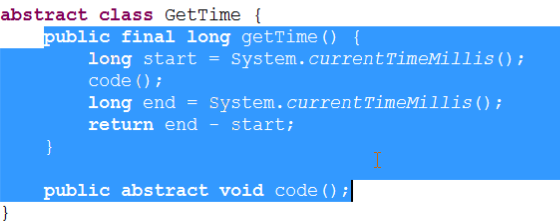 abstract class GetTime {
    public final long getTime() {
        long start = System.currentTimeMillis();
        code();
        long end = System.currentTimeMillis();
        return end - start;
    }
    public abstract void code();
}